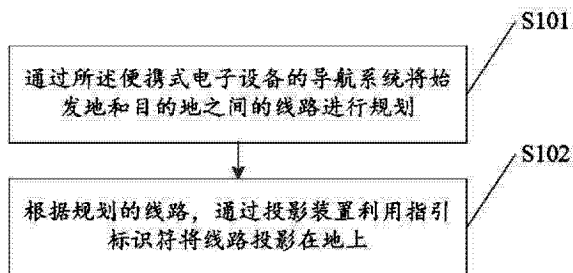 S101
通过所述便携式电子设备的导航系统将始
发地和目的地之间的线路进行规划
S102
根据规划的线路，通过投影装置利用指引
标识符将线路投影在地上